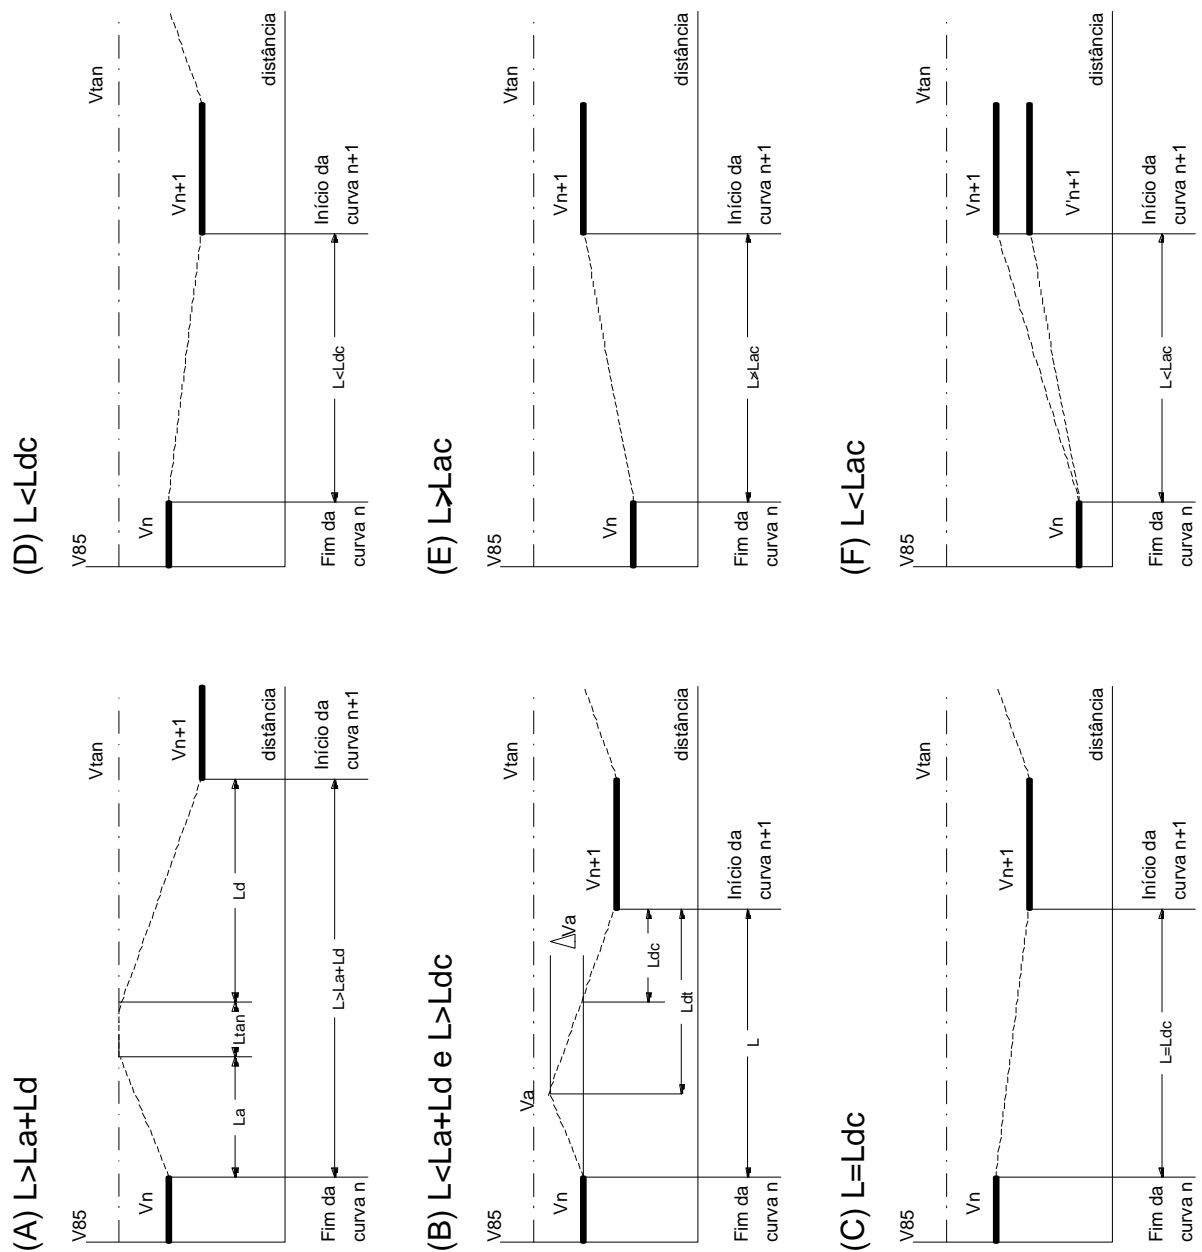 (A) L>La+Ld
V85
Vtan
Vn
Vn+1
La
Ltan
Ld
distância
Fim da
curva n
L>La+Ld
Início da
curva n+1
(B) L<La+Ld e L>Ldc
V85
Va
Vtan
△Va
Vn
Vn+1
Ldc
Ldt
distância
Fim da
curva n
L
Início da
curva n+1
(C) L=Ldc
V85
Vtan
Vn
Vn+1
distância
Fim da
curva n
L=Ldc
Início da
curva n+1
(D) L<Ldc
V85
Vtan
Vn
Vn+1
distância
Fim da
curva n
L<Ldc
Início da
curva n+1
(E) L≯Lac
V85
Vtan
Vn+1
Vn
Fim da
curva n
L≯Lac
Início da
curva n+1
(F) L<Lac
V85
Vtan
Vn+1
Vn
V'n+1
Fim da
curva n
L<Lac
Início da
curva n+1